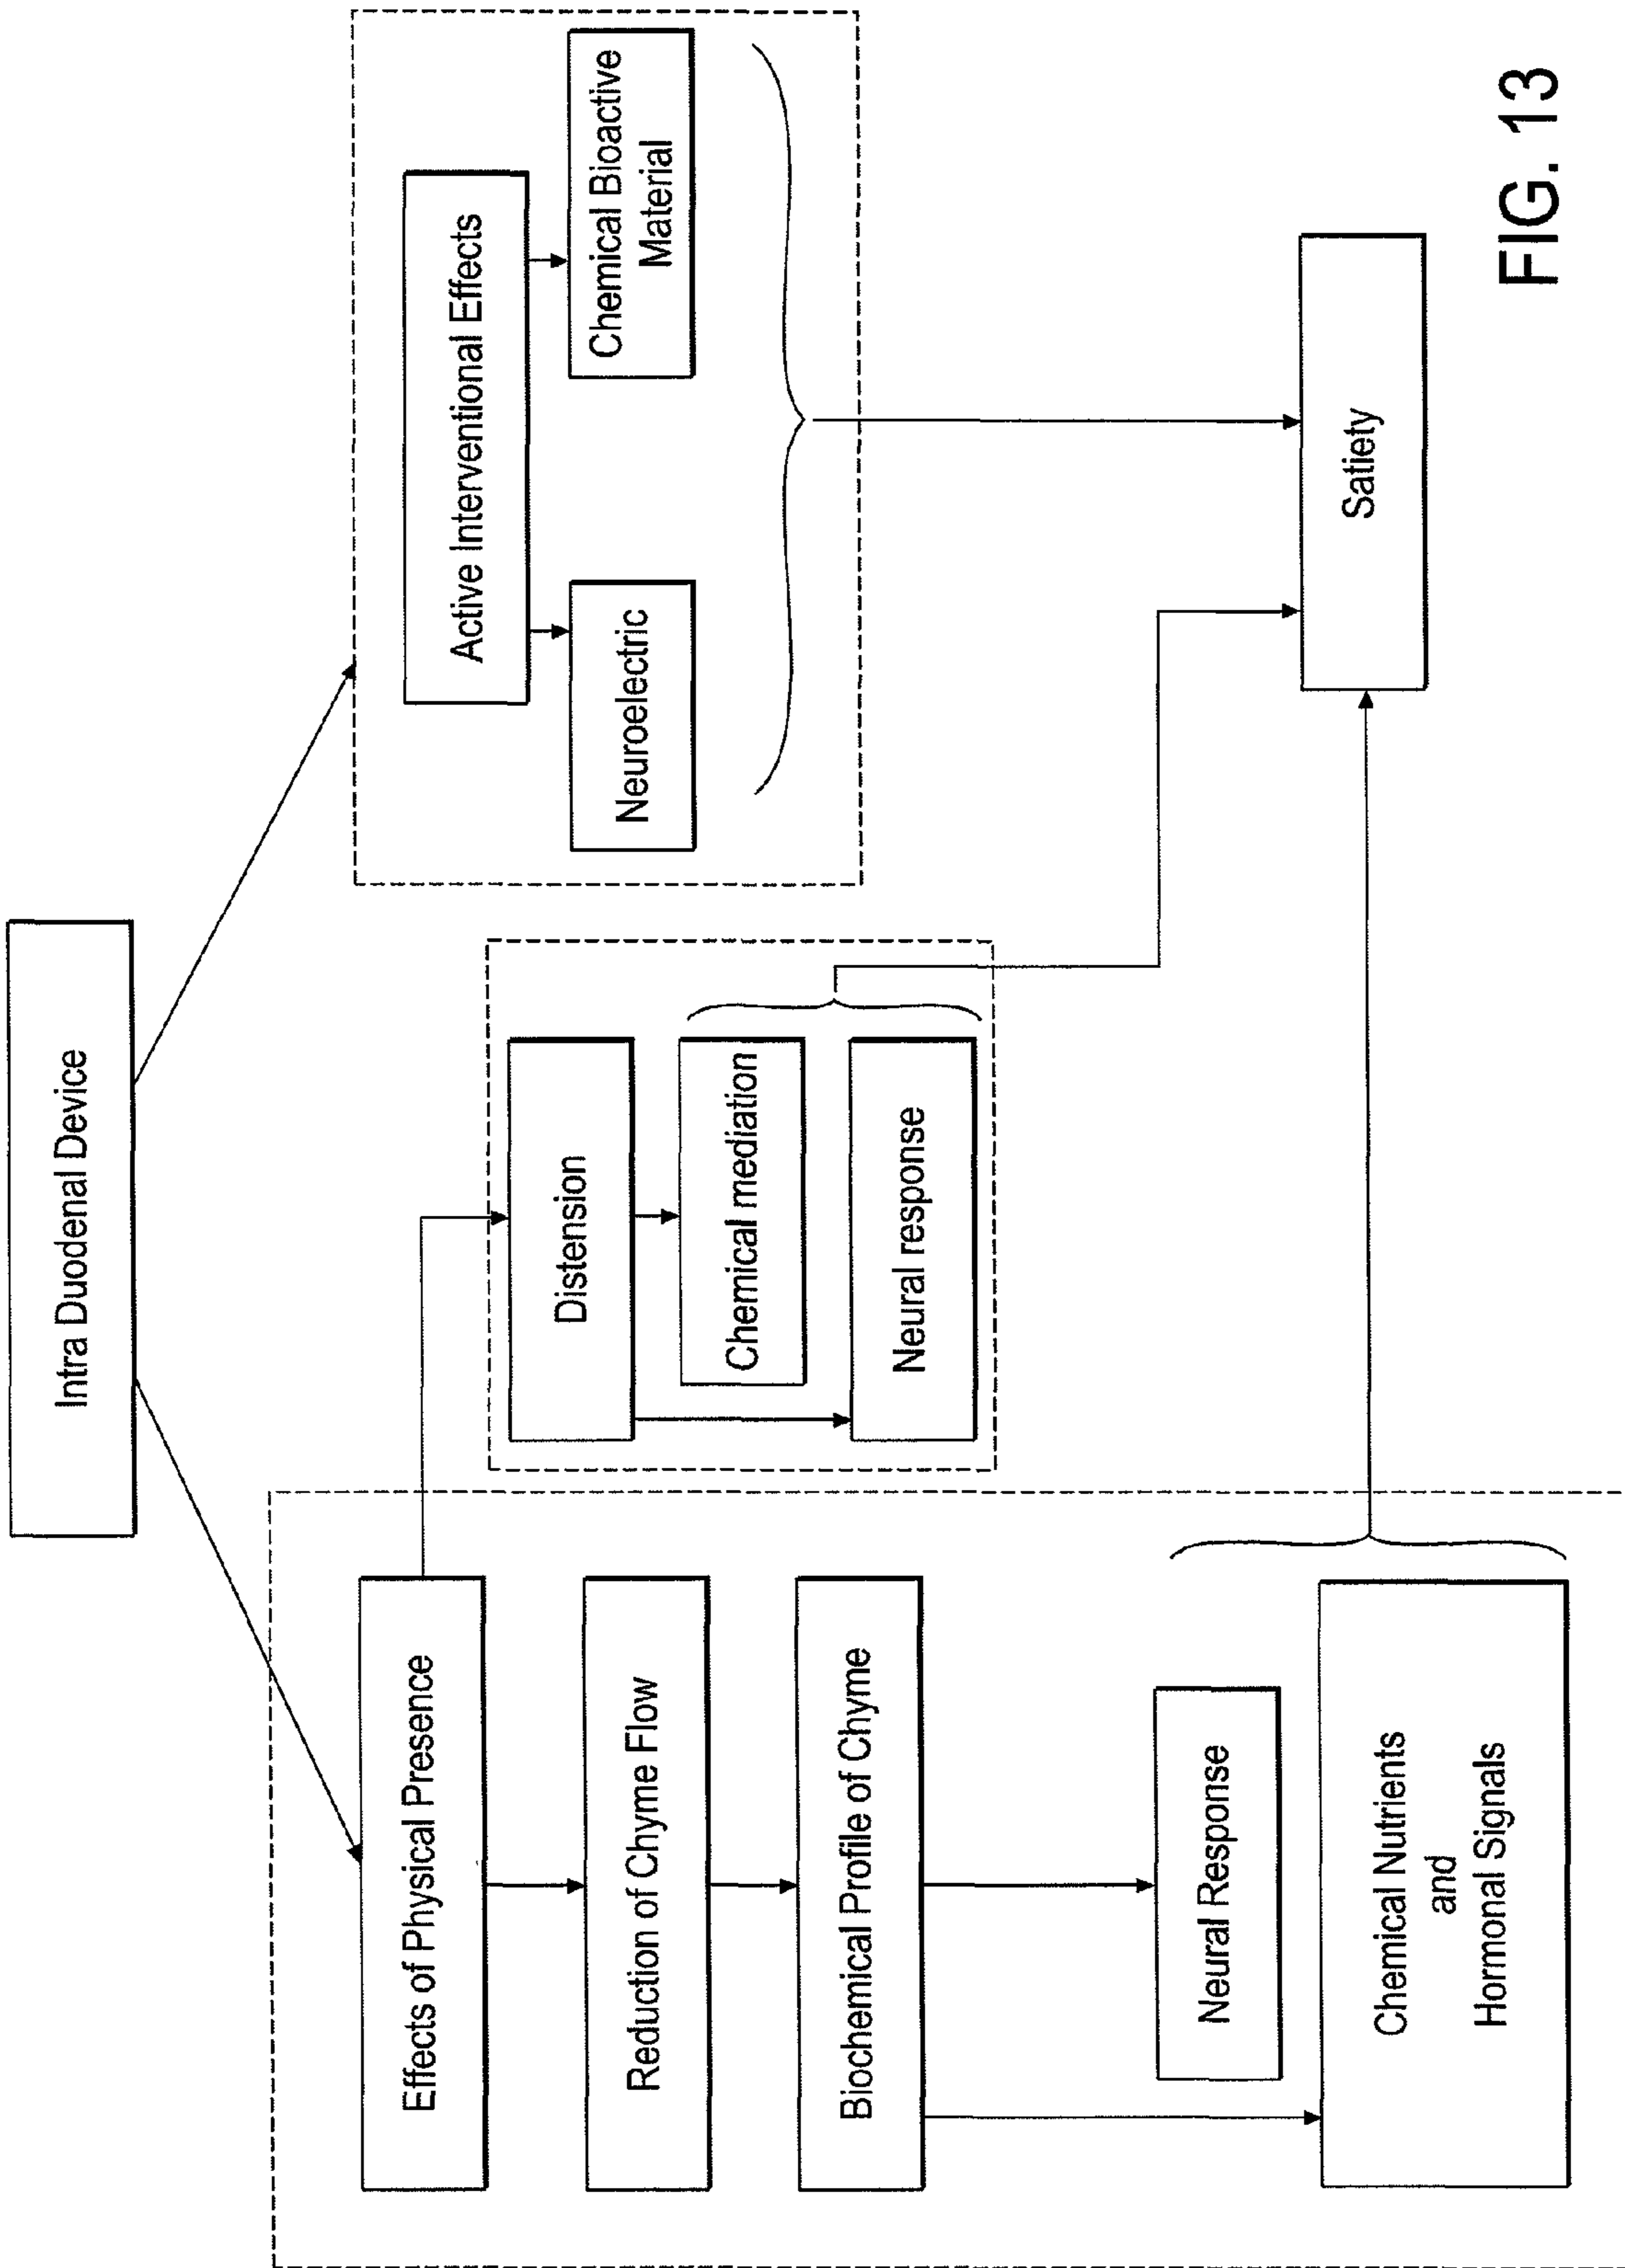 Intra Duodenal Device
Effects of Physical Presence
Reduction of Chyme Flow
Biochemical Profile of Chyme
Neural Response
Chemical Nutrients
and
Hormonal Signals
Distension
Chemical mediation
Neural response
Active Interventional Effects
Neuroelectric
Chemical Bioactive
Material
Satiety
FIG. 13